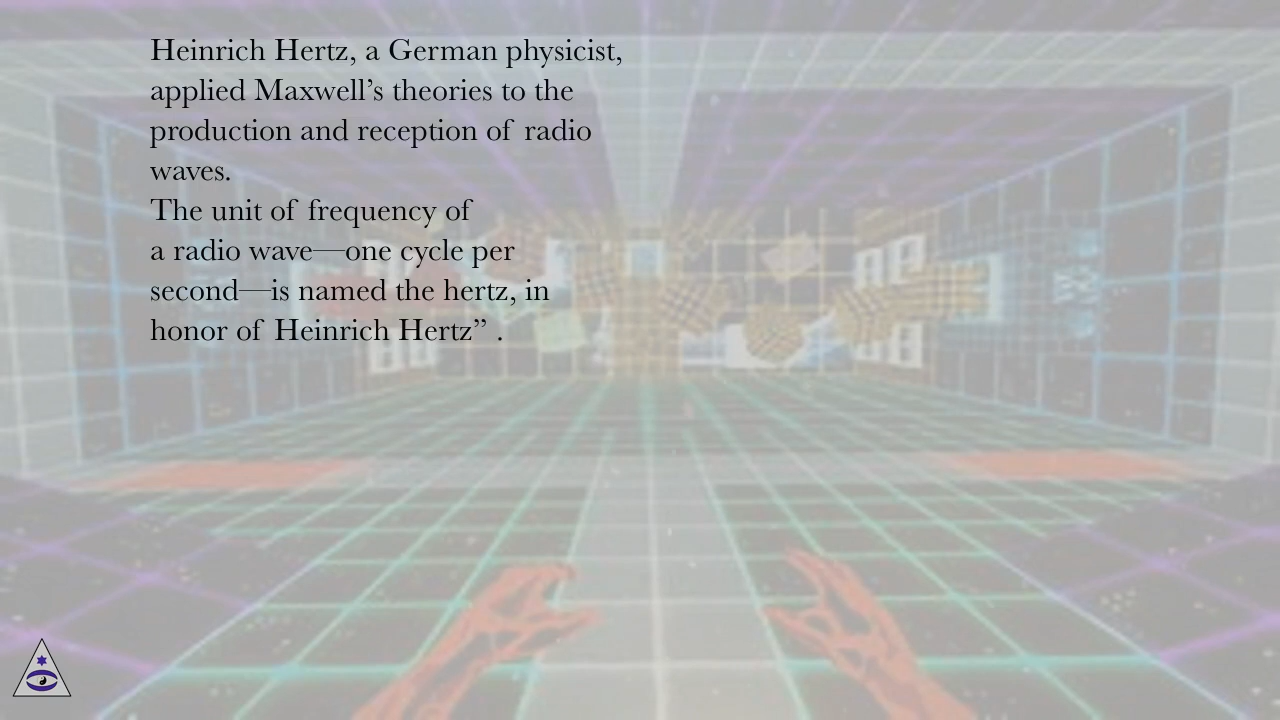 Heinrich Hertz, a German physicist,
applied Maxwell’s theories to the
production and reception of radio
waves.
The unit of frequency of
a radio wave—one cycle per
second—is named the hertz, in
honor of Heinrich Hertz” .